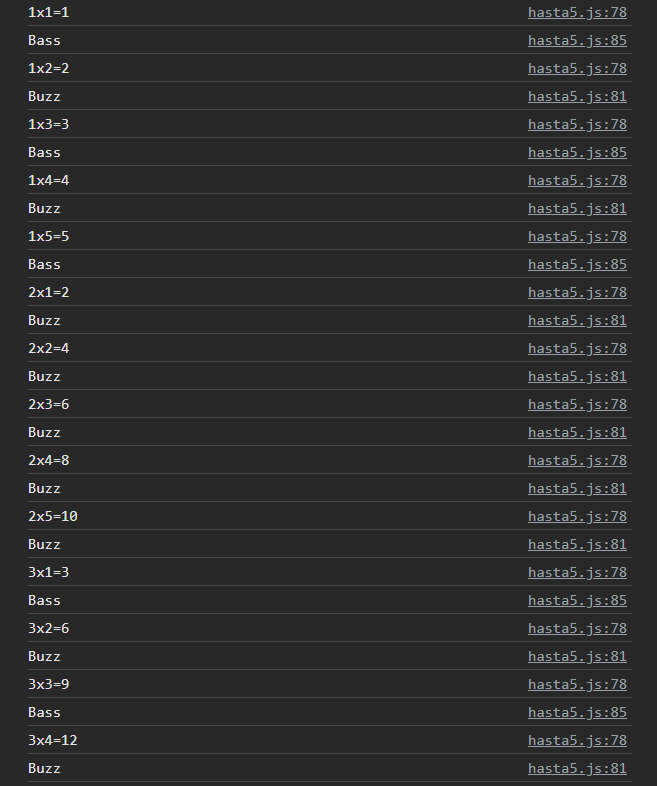 1x1=1 hasta5.js:78
Bass hasta5.js:85
1x2=2 hasta5.js:78
Buzz hasta5.js:81
1x3=3 hasta5.js:78
Bass hasta5.js:85
1x4=4 hasta5.js:78
Buzz hasta5.js:81
1x5=5 hasta5.js:78
Bass hasta5.js:85
2x1=2 hasta5.js:78
Buzz hasta5.js:81
2x2=4 hasta5.js:78
Buzz hasta5.js:81
2x3=6 hasta5.js:78
Buzz hasta5.js:81
2x4=8 hasta5.js:78
Buzz hasta5.js:81
2x5=10 hasta5.js:78
Buzz hasta5.js:81
3x1=3 hasta5.js:78
Bass hasta5.js:85
3x2=6 hasta5.js:78
Buzz hasta5.js:81
3x3=9 hasta5.js:78
Bass hasta5.js:85
3x4=12 hasta5.js:78
Buzz hasta5.js:81